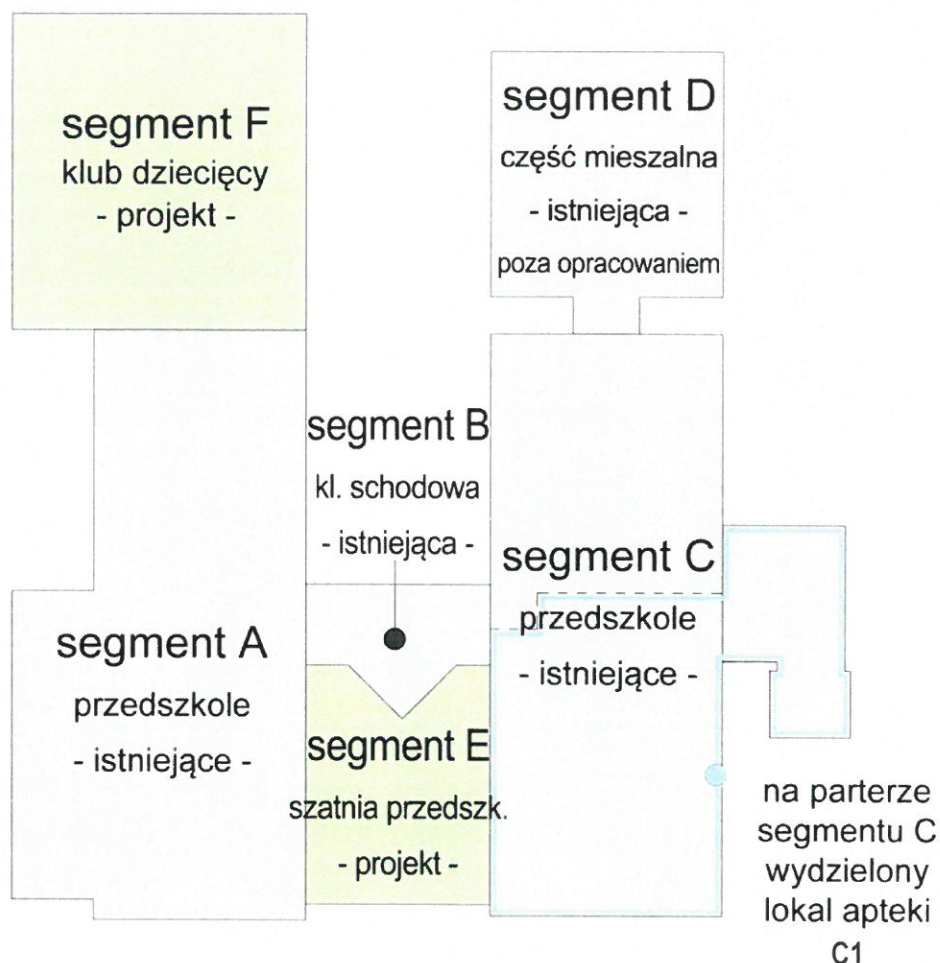 segment F
klub dziecięcy
- projekt -
segment D
część mieszalna
- istniejąca -
poza opracowaniem
segment B
kl. schodowa
- istniejąca -
segment C
przedszkole
- istniejące -
segment A
przedszkole
- istniejące -
segment E
szatnia przedszk.
- projekt -
na parterze
segmentu C
wydzielony
lokal apteki
C1